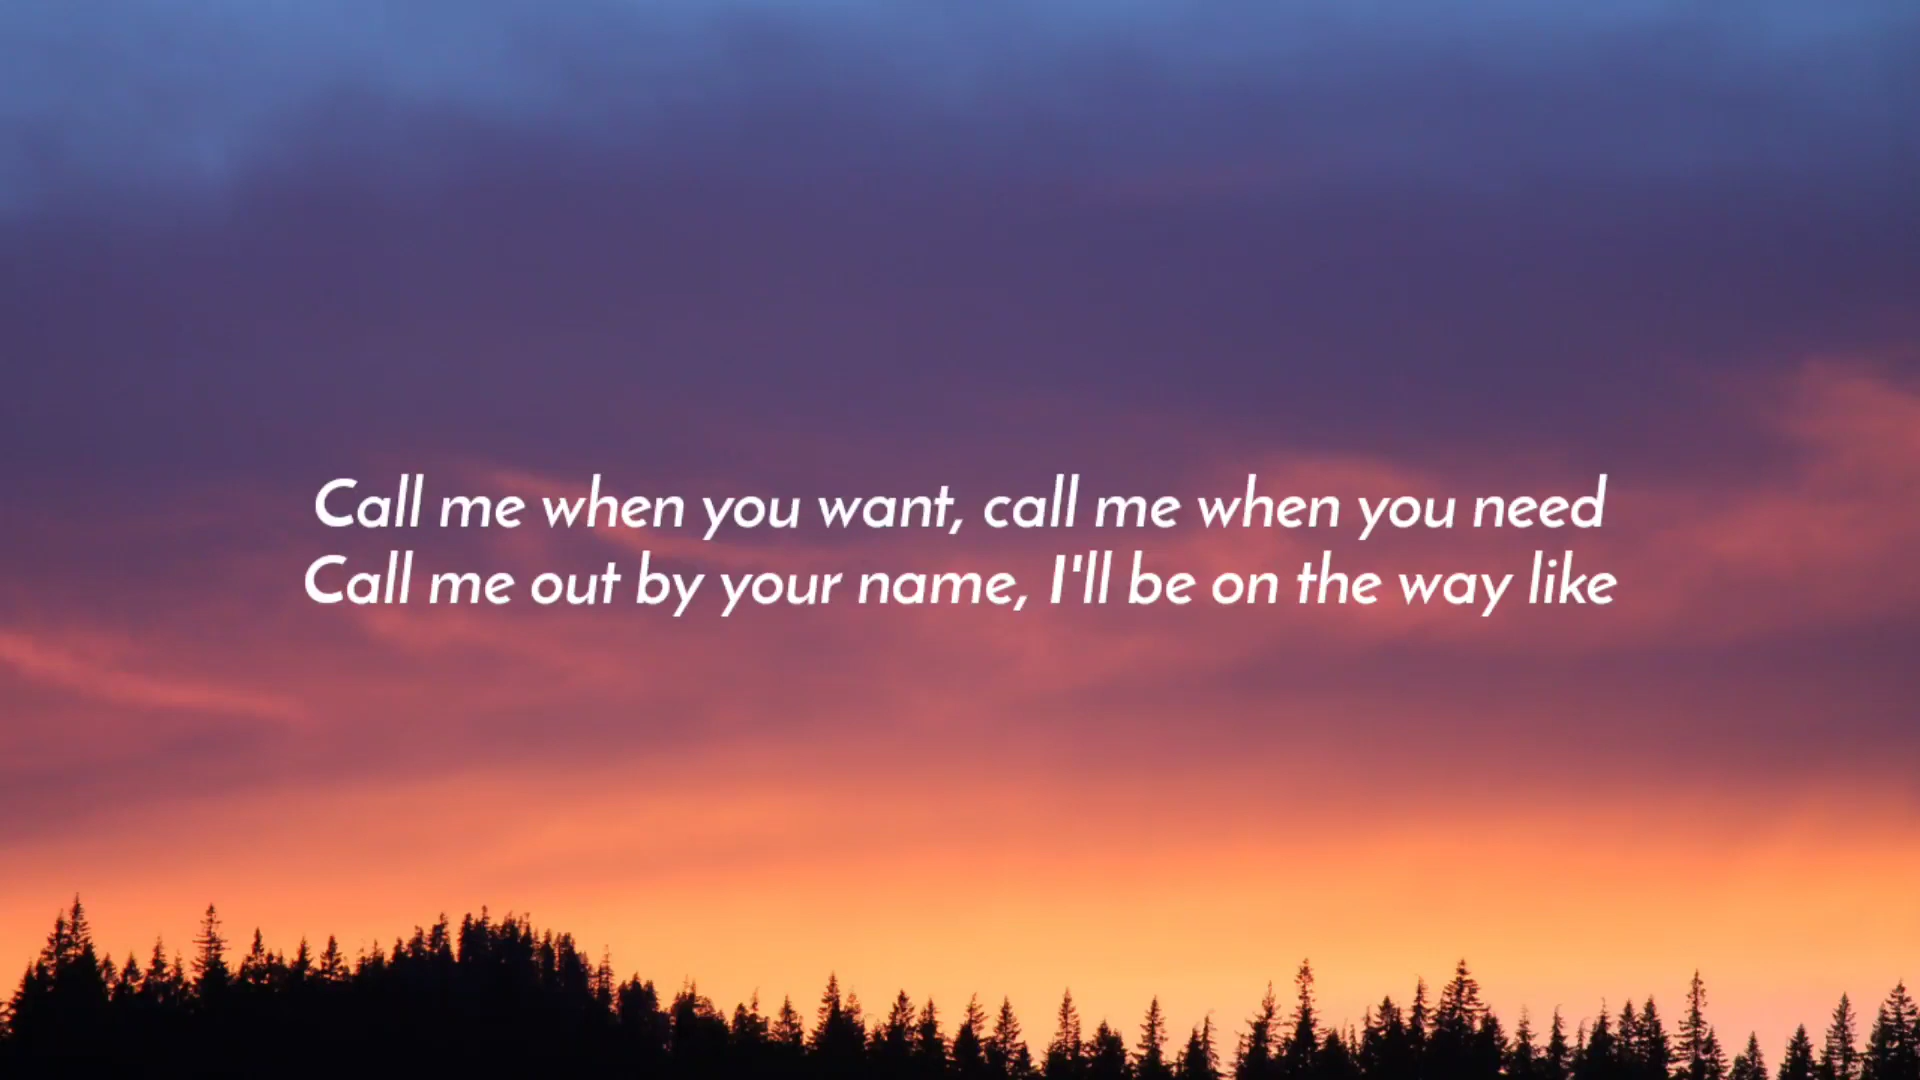 Call me when you want, call me when you need
Call me out by your name, I'll be on the way like